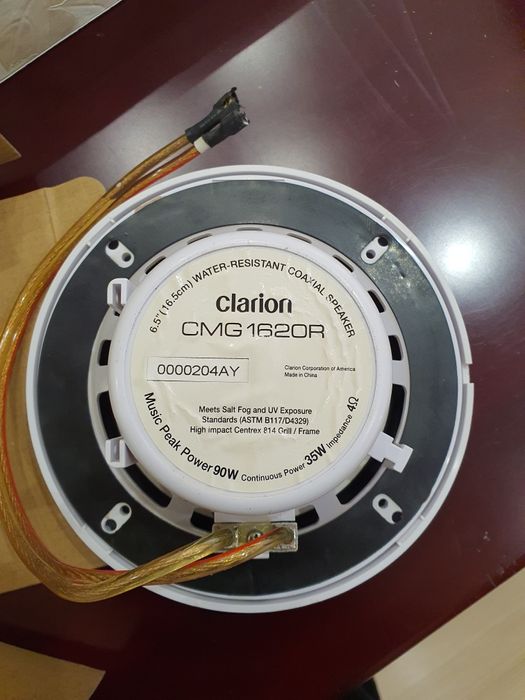 6.5" (16.5cm) WATER-RESISTANT COAXIAL SPEAKER
clarion
CMG1620R
0000204AY
Clarion Corporation of America
Made in China
Meets Salt Fog and UV Exposure
Standards (ASTM B117/D4329)
High impact Centrex 814 Grill / Frame
Music Peak Power 90W Continuous Power 35W Impedance 4Ω